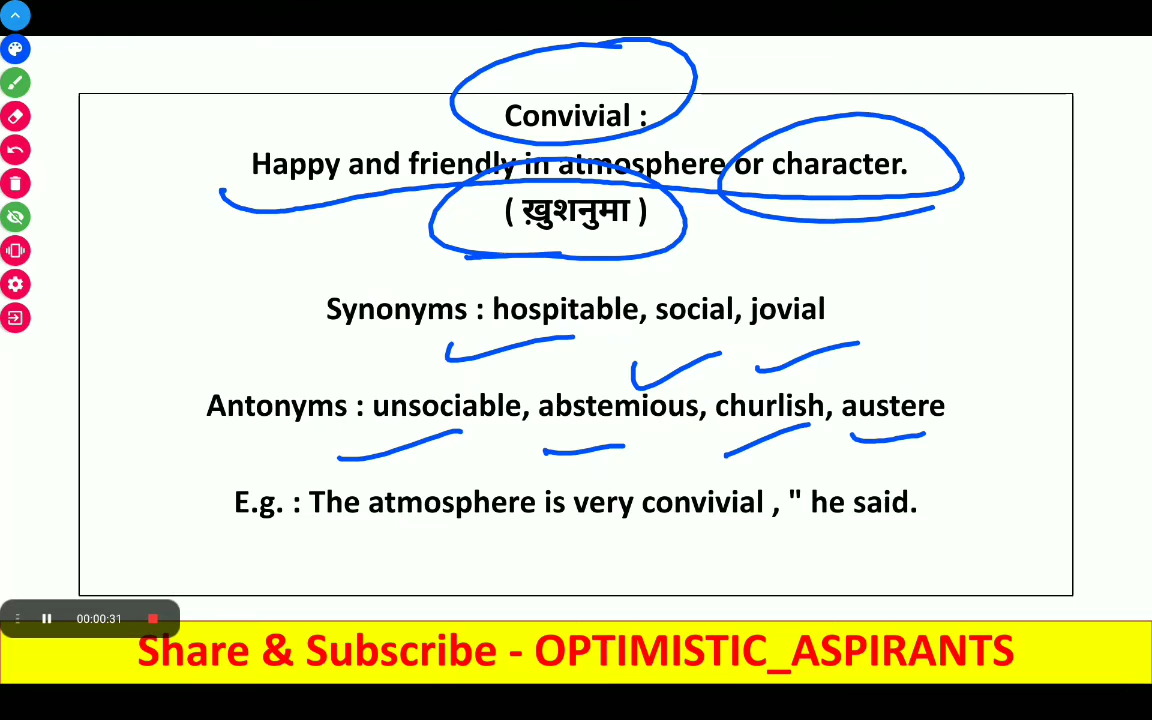 Convivial :
Happy and friendly in atmosphere or character.
( ख़ुशनुमा )
Synonyms : hospitable, social, jovial
Antonyms : unsociable, abstemious, churlish, austere
E.g. : The atmosphere is very convivial , " he said.
00:00:31
Share & Subscribe - OPTIMISTIC_ASPIRANTS